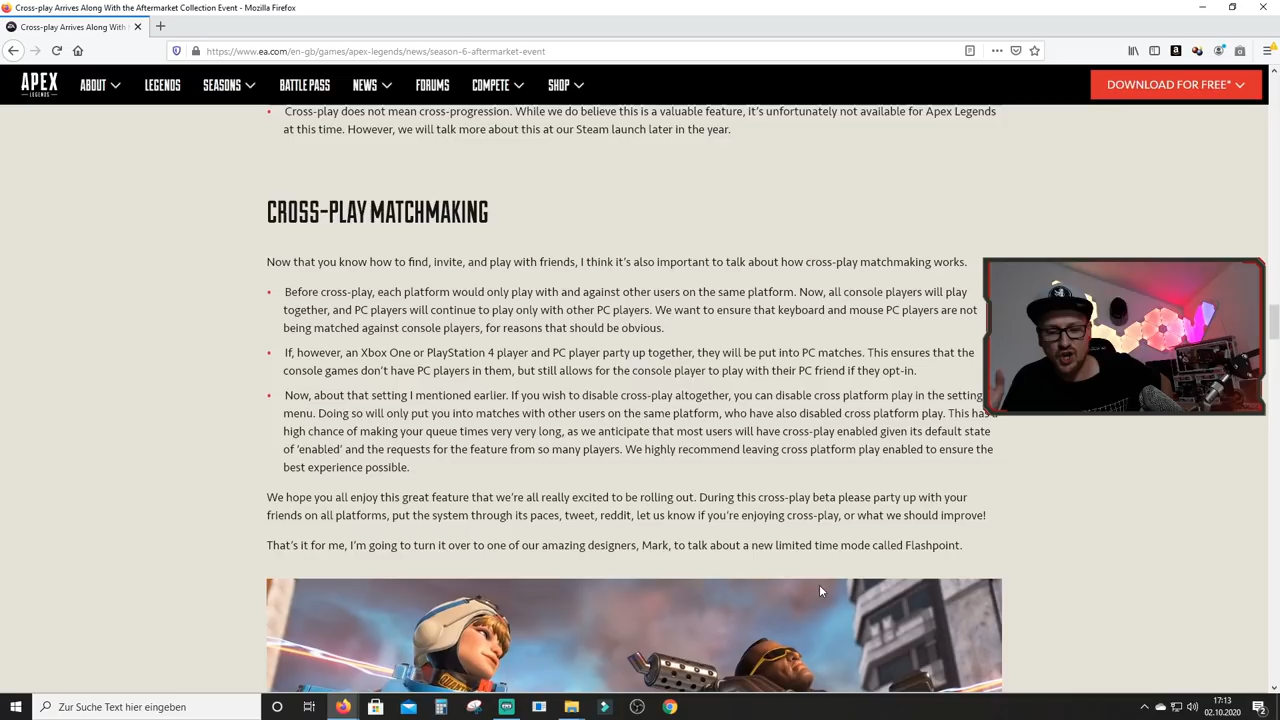 Cross-play Arrives Along With the Aftermarket Collection Event - Mozilla Firefox
Cross-play Arrives Along With t
https://www.ea.com/en-gb/games/apex-legends/news/season-6-aftermarket-event
APEX
LEGENDS
ABOUT
LEGENDS
SEASONS
BATTLE PASS
NEWS
FORUMS
COMPETE
SHOP
DOWNLOAD FOR FREE*
• Cross-play does not mean cross-progression. While we do believe this is a valuable feature, it's unfortunately not available for Apex Legends
at this time. However, we will talk more about this at our Steam launch later in the year.
CROSS-PLAY MATCHMAKING
Now that you know how to find, invite, and play with friends, I think it's also important to talk about how cross-play matchmaking works.
• Before cross-play, each platform would only play with and against other users on the same platform. Now, all console players will play
together, and PC players will continue to play only with other PC players. We want to ensure that keyboard and mouse PC players are not
being matched against console players, for reasons that should be obvious.
• If, however, an Xbox One or PlayStation 4 player and PC player party up together, they will be put into PC matches. This ensures that the
console games don't have PC players in them, but still allows for the console player to play with their PC friend if they opt-in.
• Now, about that setting I mentioned earlier. If you wish to disable cross-play altogether, you can disable cross platform play in the setting
menu. Doing so will only put you into matches with other users on the same platform, who have also disabled cross platform play. This has
high chance of making your queue times very very long, as we anticipate that most users will have cross-play enabled given its default state
of 'enabled' and the requests for the feature from so many players. We highly recommend leaving cross platform play enabled to ensure the
best experience possible.
We hope you all enjoy this great feature that we're all really excited to be rolling out. During this cross-play beta please party up with your
friends on all platforms, put the system through its paces, tweet, reddit, let us know if you're enjoying cross-play, or what we should improve!
That's it for me, I'm going to turn it over to one of our amazing designers, Mark, to talk about a new limited time mode called Flashpoint.
Zur Suche Text hier eingeben
17:13
02.10.2020
2